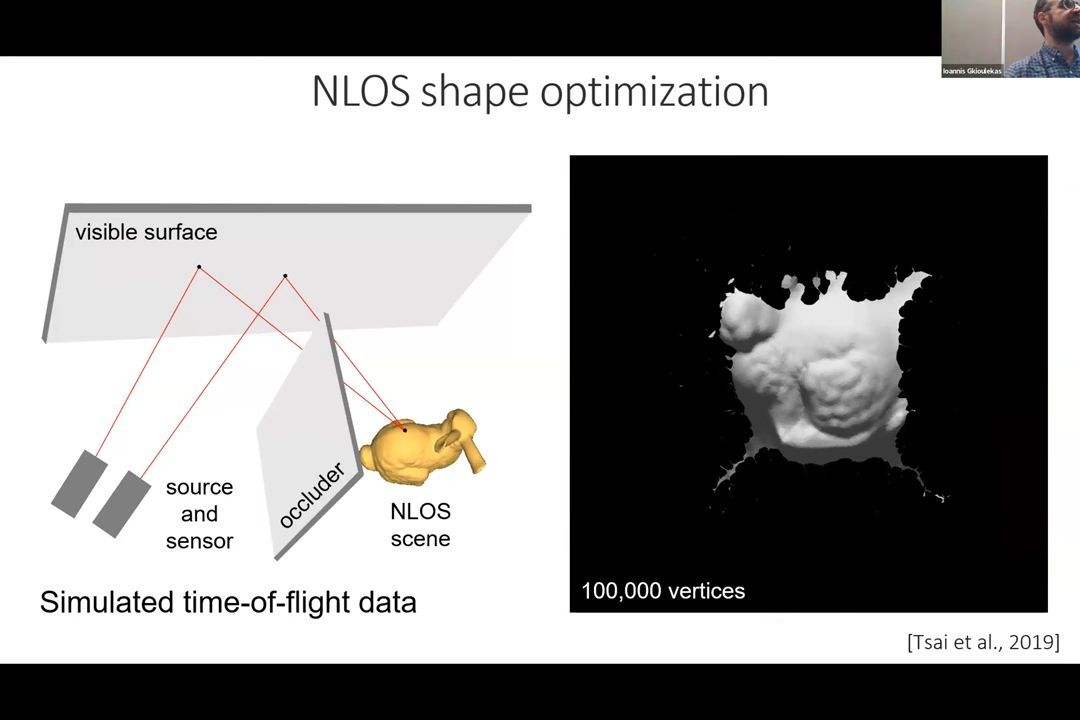 Ioannis Gkioulekas
NLOS shape optimization
visible surface
source
and
sensor
occluder
NLOS
scene
Simulated time-of-flight data
100,000 vertices
[Tsai et al., 2019]